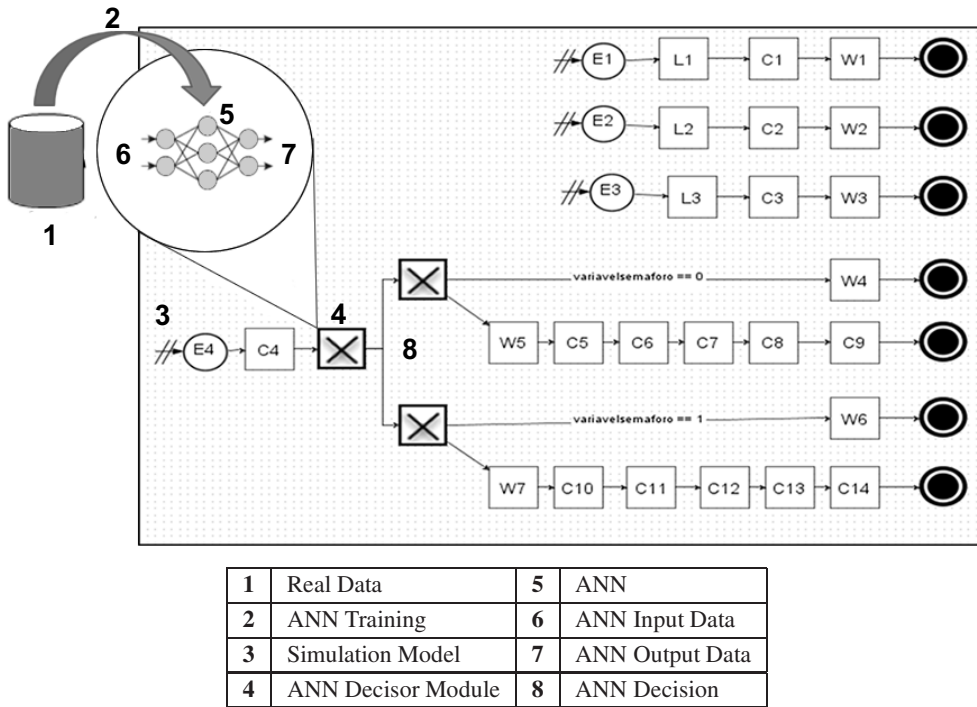 2
E1 L1 C1 W1
5
6 7
E2 L2 C2 W2
E3 L3 C3 W3
1
variavelsemaforo == 0 W4
3 4
E4 C4 8 W5 C5 C6 C7 C8 C9
variavelsemaforo == 1 W6
W7 C10 C11 C12 C13 C14
1 Real Data 5 ANN
2 ANN Training 6 ANN Input Data
3 Simulation Model 7 ANN Output Data
4 ANN Decisor Module 8 ANN Decision